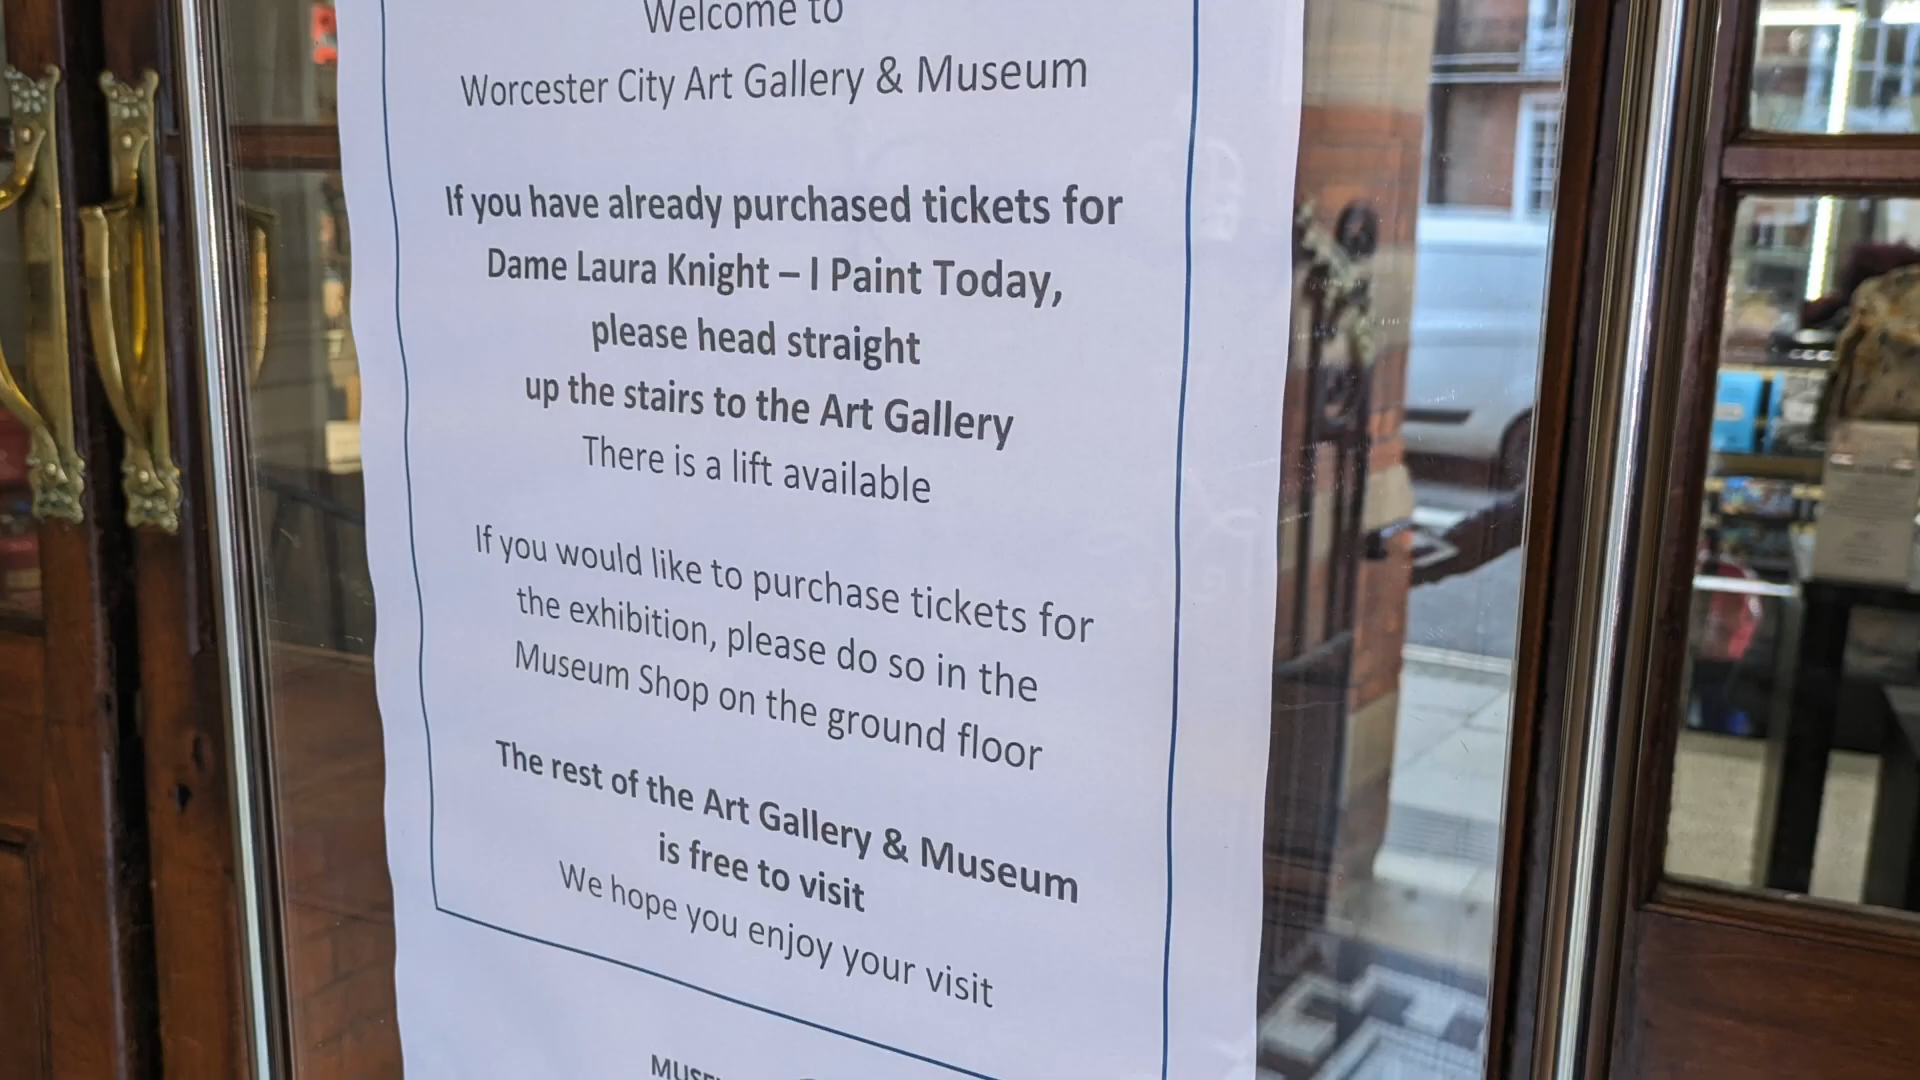 Welcome to
Worcester City Art Gallery & Museum
If you have already purchased tickets for
Dame Laura Knight – I Paint Today,
please head straight
up the stairs to the Art Gallery
There is a lift available
If you would like to purchase tickets for
the exhibition, please do so in the
Museum Shop on the ground floor
The rest of the Art Gallery & Museum
is free to visit
We hope you enjoy your visit